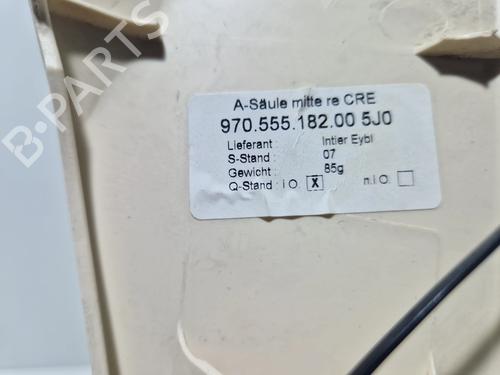 A-Säule mitte re CRE
970.555.182.00 5J0
Lieferant : Intier Eybl
S-Stand : 07
Gewicht : 85g
Q-Stand : i O. X n.i O.
B-PARTS